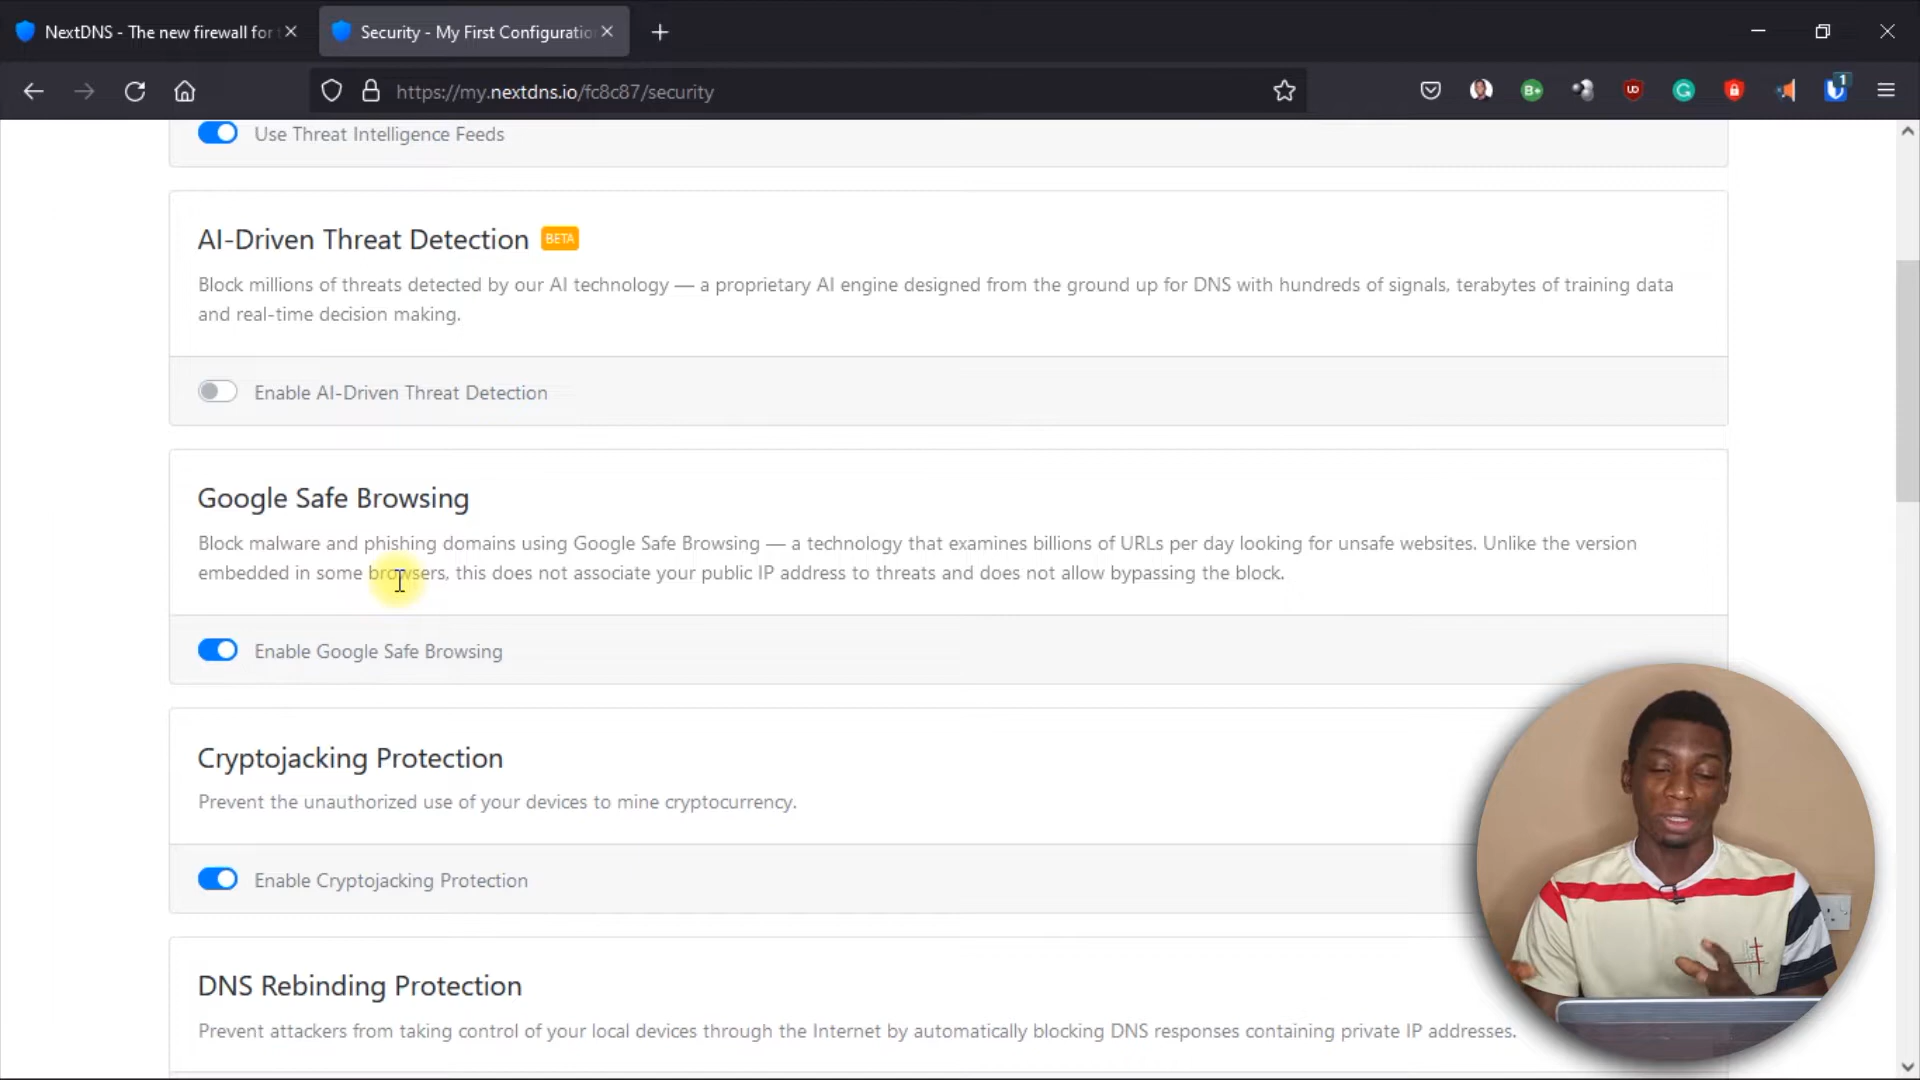 NextDNS - The new firewall for
Security - My First Configuratio
https://my.nextdns.io/fc8c87/security
B+
UD
G
1
Use Threat Intelligence Feeds
AI-Driven Threat Detection BETA
Block millions of threats detected by our AI technology — a proprietary AI engine designed from the ground up for DNS with hundreds of signals, terabytes of training data
and real-time decision making.
Enable AI-Driven Threat Detection
Google Safe Browsing
Block malware and phishing domains using Google Safe Browsing — a technology that examines billions of URLs per day looking for unsafe websites. Unlike the version
embedded in some browsers, this does not associate your public IP address to threats and does not allow bypassing the block.
Enable Google Safe Browsing
Cryptojacking Protection
Prevent the unauthorized use of your devices to mine cryptocurrency.
Enable Cryptojacking Protection
DNS Rebinding Protection
Prevent attackers from taking control of your local devices through the Internet by automatically blocking DNS responses containing private IP addresses.